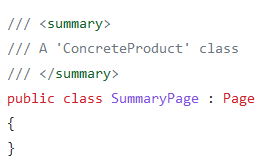 /// <summary>
/// A 'ConcreteProduct' class
/// </summary>
public class SummaryPage : Page
{
}